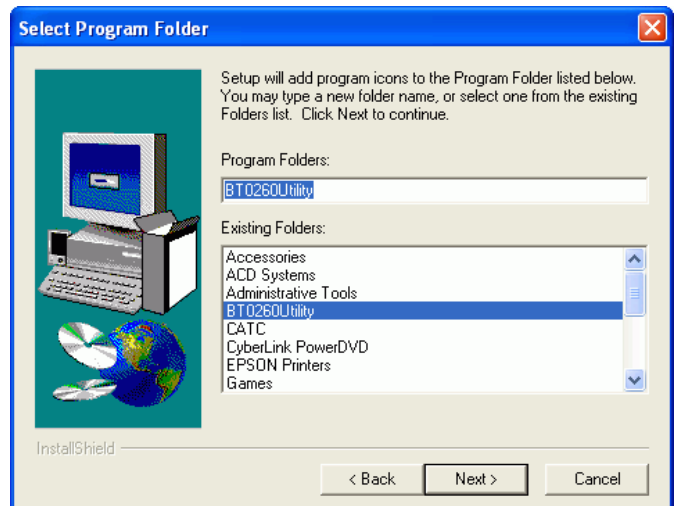 Select Program Folder
Setup will add program icons to the Program Folder listed below.
You may type a new folder name, or select one from the existing
Folders list.  Click Next to continue.
Program Folders:
BT0260Utility
Existing Folders:
Accessories
ACD Systems
Administrative Tools
BT0260Utility
CATC
CyberLink PowerDVD
EPSON Printers
Games
InstallShield
< Back
Next >
Cancel